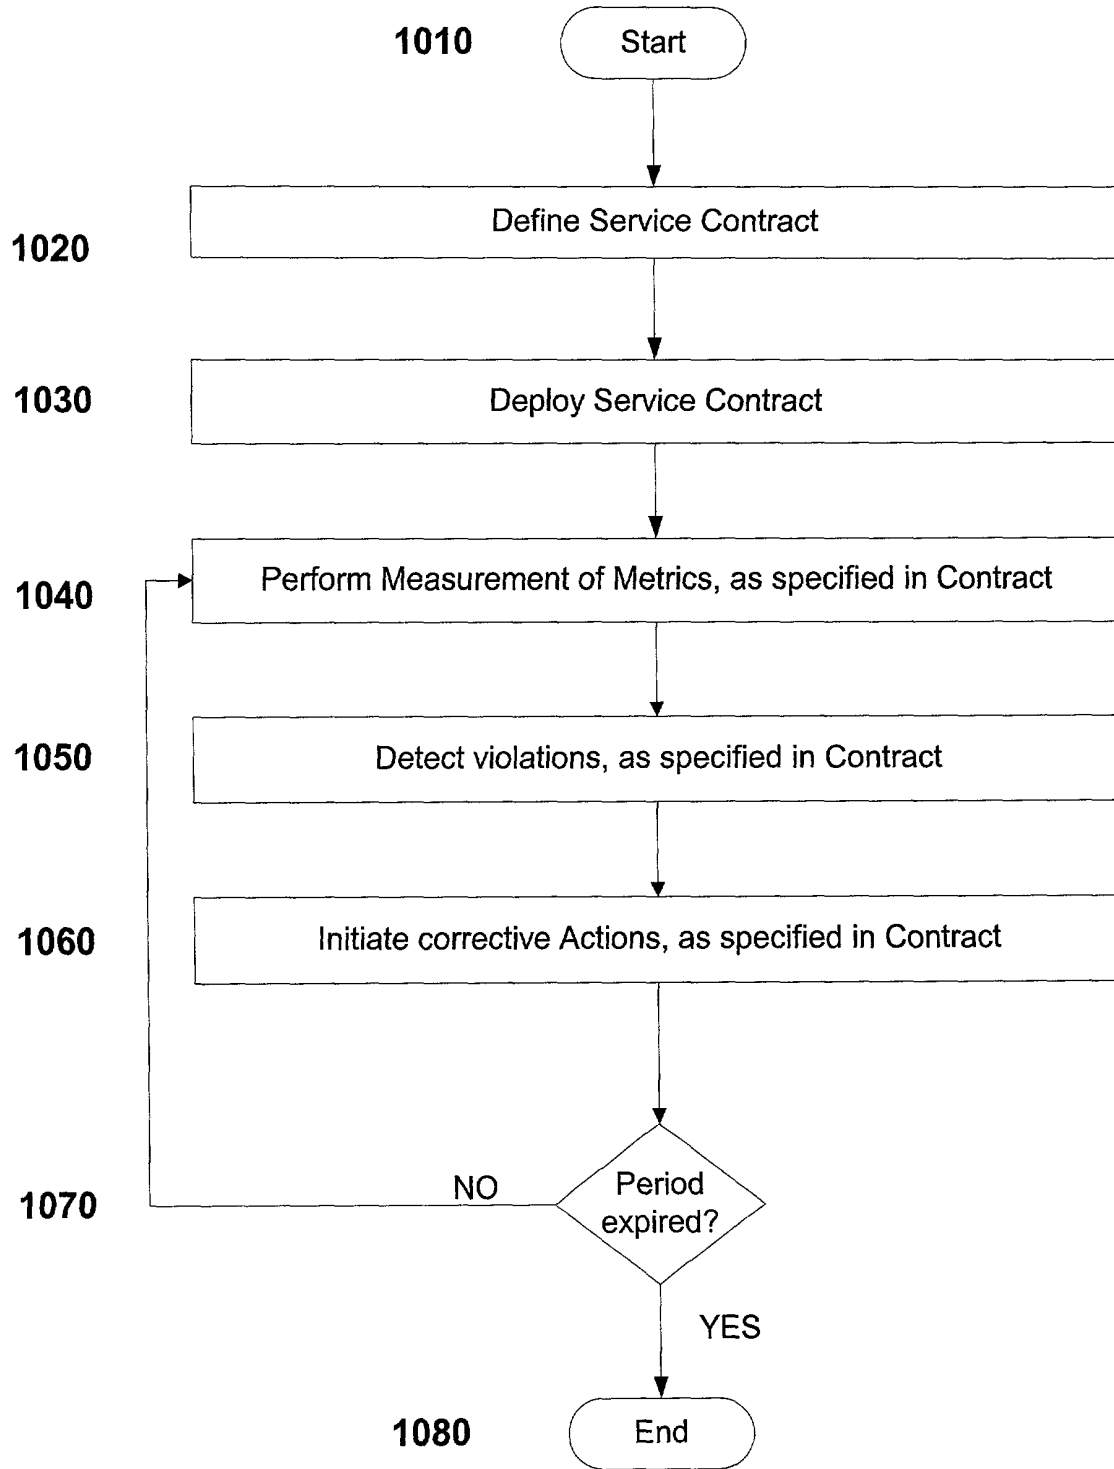 1010
Start
Define Service Contract
1020
1030
Deploy Service Contract
1040
Perform Measurement of Metrics, as specified in Contract
1050
Detect violations, as specified in Contract
1060
Initiate corrective Actions, as specified in Contract
1070
NO
Period
expired?
YES
1080
End